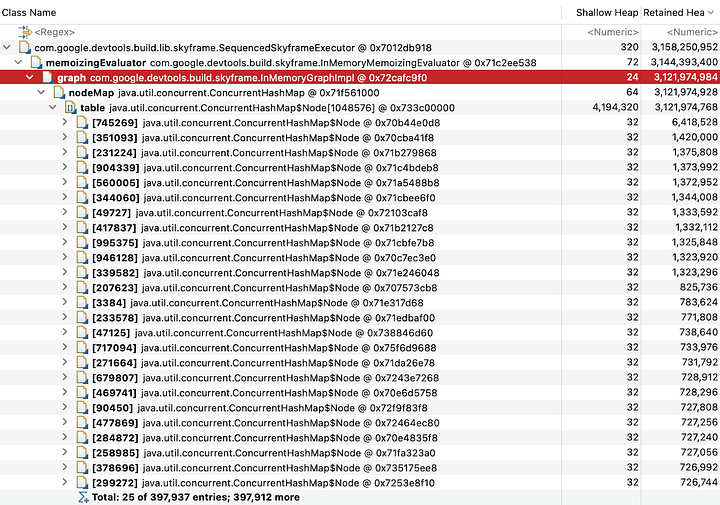 Class Name Shallow Heap Retained Hea
<Regex> <Numeric> <Numeric>
com.google.devtools.build.lib.skyframe.SequencedSkyframeExecutor @ 0x7012db918 320 3,158,250,952
memoizingEvaluator com.google.devtools.build.skyframe.InMemoryMemoizingEvaluator @ 0x71c2ee538 72 3,144,393,400
graph com.google.devtools.build.skyframe.InMemoryGraphImpl @ 0x72cafc9f0 24 3,121,974,984
nodeMap java.util.concurrent.ConcurrentHashMap @ 0x71f561000 64 3,121,974,928
table java.util.concurrent.ConcurrentHashMap$Node[1048576] @ 0x733c00000 4,194,320 3,121,974,768
[745269] java.util.concurrent.ConcurrentHashMap$Node @ 0x70b44e0d8 32 6,418,528
[351093] java.util.concurrent.ConcurrentHashMap$Node @ 0x70cba41f8 32 1,420,000
[231224] java.util.concurrent.ConcurrentHashMap$Node @ 0x71b279868 32 1,375,808
[904339] java.util.concurrent.ConcurrentHashMap$Node @ 0x71c4bdeb8 32 1,373,992
[560005] java.util.concurrent.ConcurrentHashMap$Node @ 0x71a5488b8 32 1,372,952
[344060] java.util.concurrent.ConcurrentHashMap$Node @ 0x71cbee6f0 32 1,344,008
[49727] java.util.concurrent.ConcurrentHashMap$Node @ 0x72103caf8 32 1,333,592
[417837] java.util.concurrent.ConcurrentHashMap$Node @ 0x71b2127c8 32 1,332,112
[995375] java.util.concurrent.ConcurrentHashMap$Node @ 0x71cbfe7b8 32 1,325,848
[946128] java.util.concurrent.ConcurrentHashMap$Node @ 0x70c7ec3e0 32 1,323,920
[339582] java.util.concurrent.ConcurrentHashMap$Node @ 0x71e246048 32 1,323,296
[207623] java.util.concurrent.ConcurrentHashMap$Node @ 0x707573cb8 32 825,736
[3384] java.util.concurrent.ConcurrentHashMap$Node @ 0x71e317d68 32 783,624
[233578] java.util.concurrent.ConcurrentHashMap$Node @ 0x71edbaf00 32 771,808
[47125] java.util.concurrent.ConcurrentHashMap$Node @ 0x738846d60 32 738,640
[717094] java.util.concurrent.ConcurrentHashMap$Node @ 0x75f6d9688 32 733,976
[271664] java.util.concurrent.ConcurrentHashMap$Node @ 0x71da26e78 32 731,792
[679807] java.util.concurrent.ConcurrentHashMap$Node @ 0x7243e7268 32 728,912
[469741] java.util.concurrent.ConcurrentHashMap$Node @ 0x70e6d5758 32 728,296
[90450] java.util.concurrent.ConcurrentHashMap$Node @ 0x72f9f83f8 32 727,808
[477869] java.util.concurrent.ConcurrentHashMap$Node @ 0x72464ec80 32 727,256
[284872] java.util.concurrent.ConcurrentHashMap$Node @ 0x70e4835f8 32 727,240
[258985] java.util.concurrent.ConcurrentHashMap$Node @ 0x71fa323a0 32 727,056
[378696] java.util.concurrent.ConcurrentHashMap$Node @ 0x735175ee8 32 726,992
[299272] java.util.concurrent.ConcurrentHashMap$Node @ 0x7253e8f10 32 726,744
Total: 25 of 397,937 entries; 397,912 more